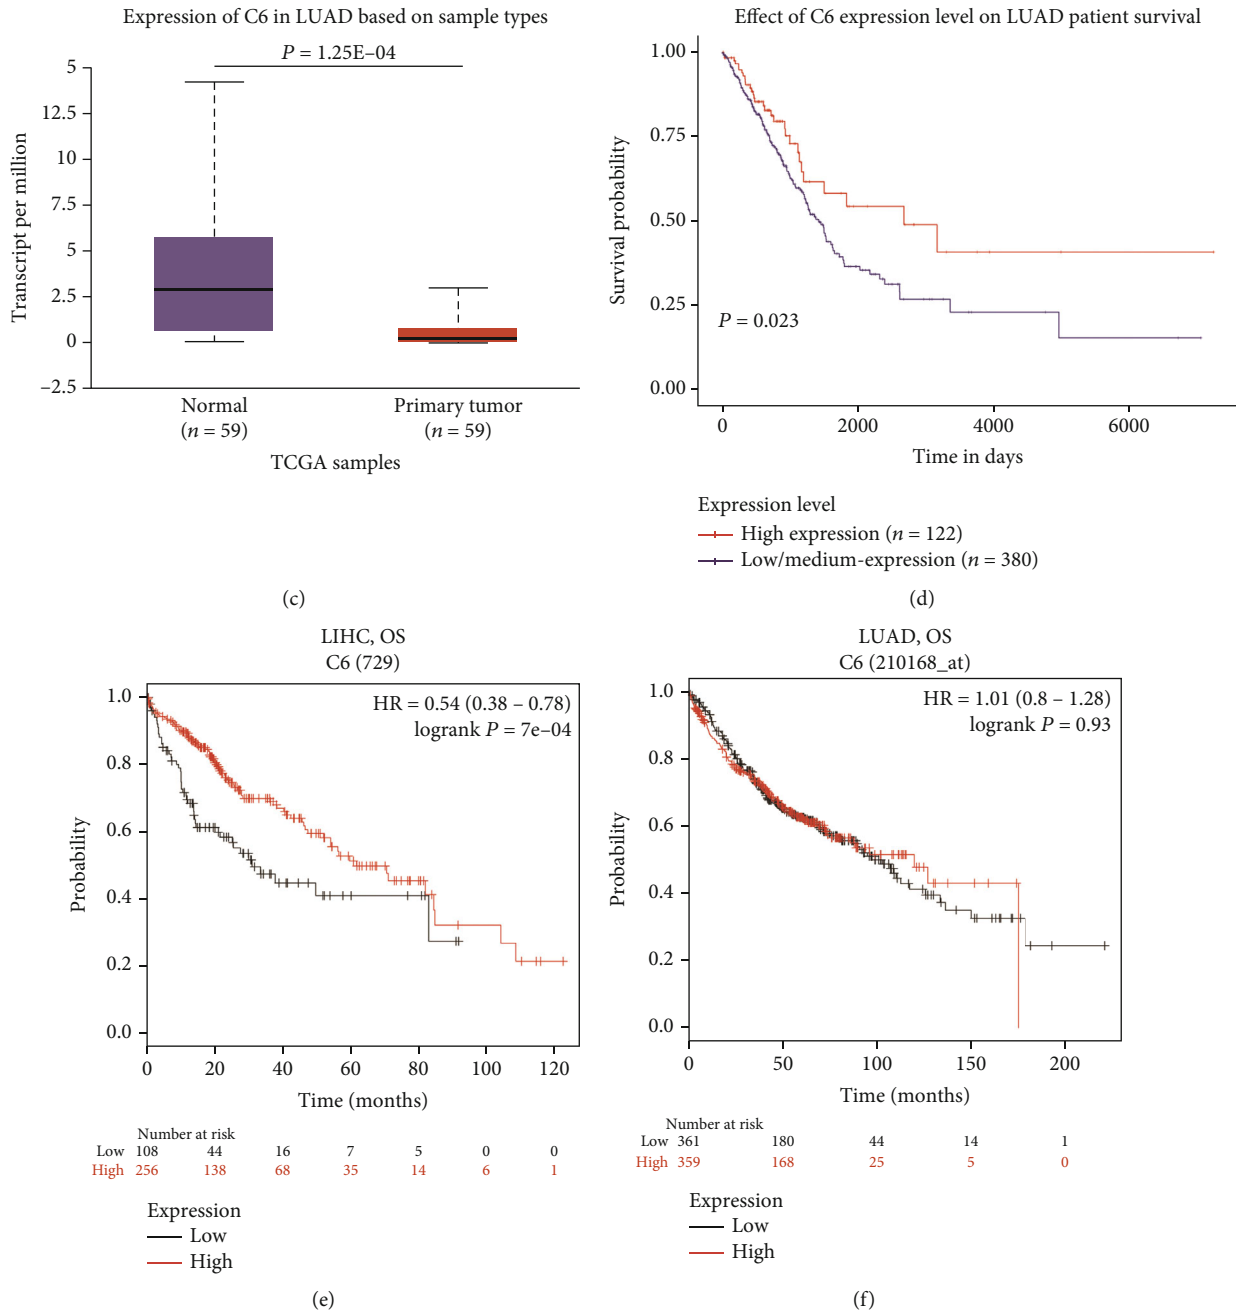 Expression of C6 in LUAD based on sample types
P = 1.25E–04
Transcript per million
5
12.5
10
7.5
5
2.5
0
–2.5
Normal
(n = 59)
Primary tumor
(n = 59)
TCGA samples
(c)
Effect of C6 expression level on LUAD patient survival
Survival probability
1.00
0.75
0.50
0.25
0.00
P = 0.023
0 2000 4000 6000
Time in days
Expression level
High expression (n = 122)
Low/medium-expression (n = 380)
(d)
LIHC, OS
C6 (729)
HR = 0.54 (0.38 – 0.78)
logrank P = 7e–04
Probability
1.0
0.8
0.6
0.4
0.2
0.0
0 20 40 60 80 100 120
Time (months)
Number at risk
Low 108 44 16 7 5 0 0
High 256 138 68 35 14 6 1
Expression
Low
High
(e)
LUAD, OS
C6 (210168_at)
HR = 1.01 (0.8 – 1.28)
logrank P = 0.93
Probability
1.0
0.8
0.6
0.4
0.2
0.0
0 50 100 150 200
Time (months)
Number at risk
Low 361 180 44 14 1
High 359 168 25 5 0
Expression
Low
High
(f)